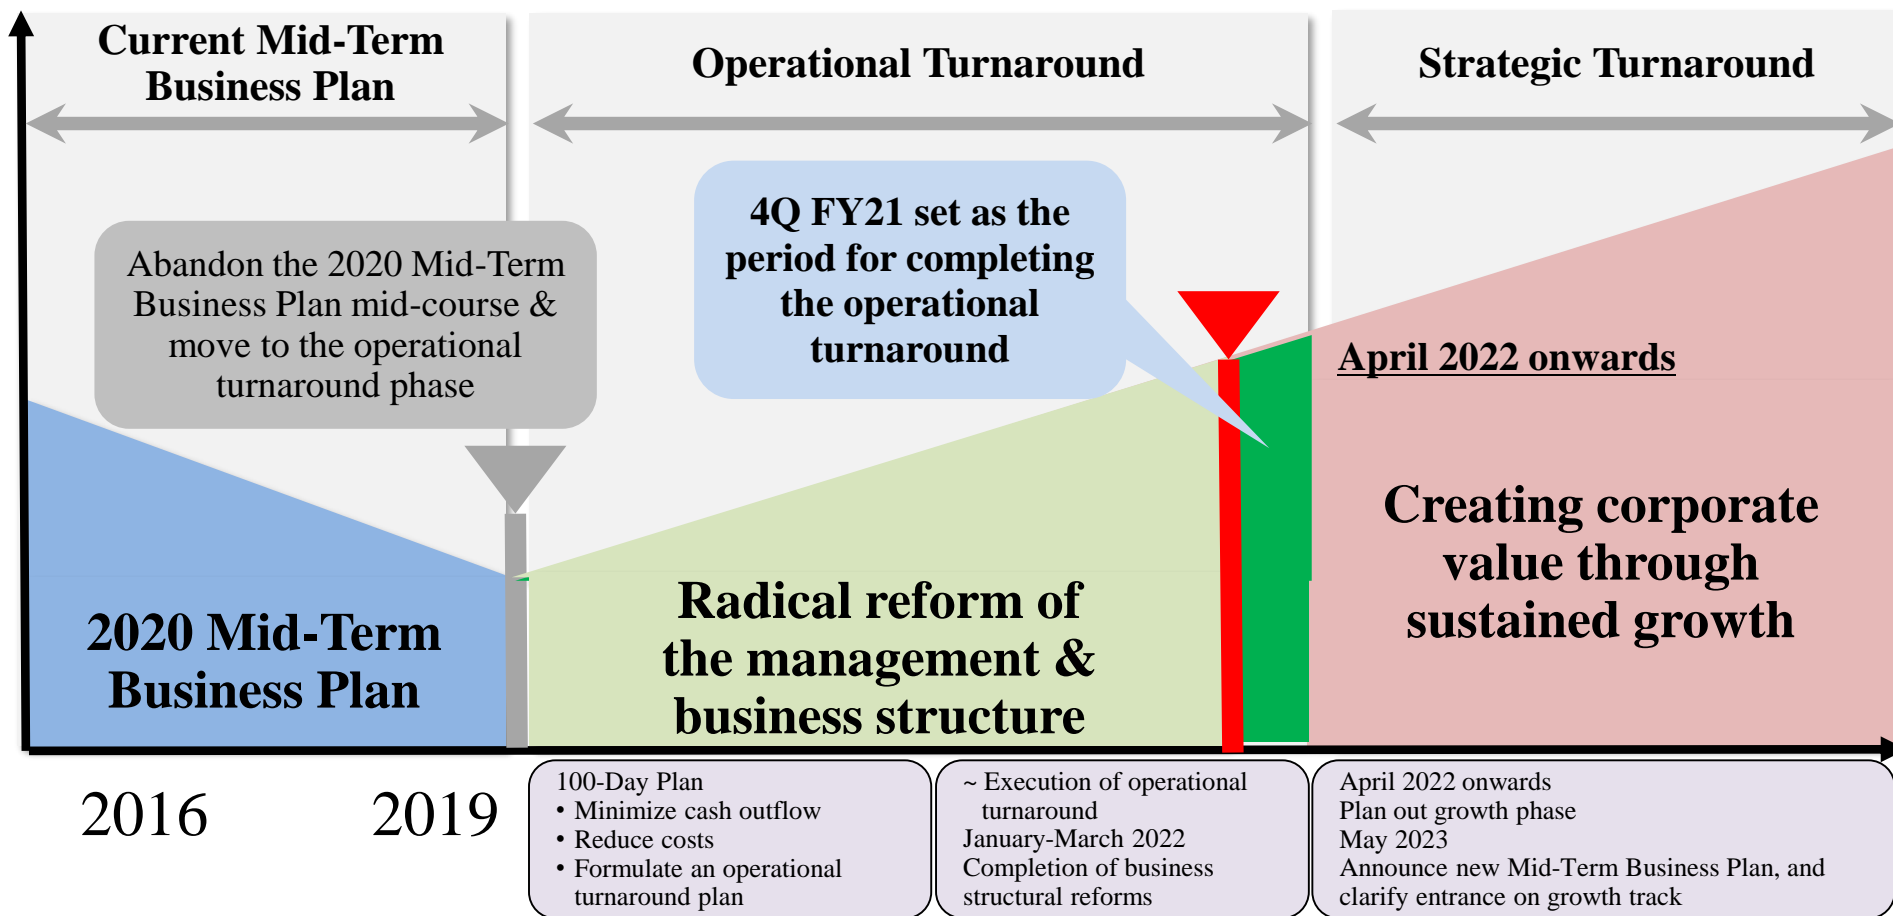 Current Mid-Term
Business Plan
Operational Turnaround
Strategic Turnaround
Abandon the 2020 Mid-Term
Business Plan mid-course &
move to the operational
turnaround phase
4Q FY21 set as the
period for completing
the operational
turnaround
April 2022 onwards
2020 Mid-Term
Business Plan
Radical reform of
the management &
business structure
Creating corporate
value through
sustained growth
2016
2019
100-Day Plan
• Minimize cash outflow
• Reduce costs
• Formulate an operational
turnaround plan
~ Execution of operational
turnaround
January-March 2022
Completion of business
structural reforms
April 2022 onwards
Plan out growth phase
May 2023
Announce new Mid-Term Business Plan, and
clarify entrance on growth track